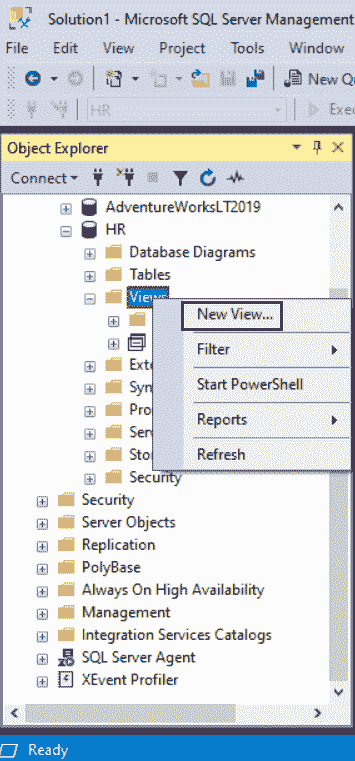 Solution1 - Microsoft SQL Server Management
File Edit View Project Tools Window
New Q
HR Exe
Object Explorer
Connect
AdventureWorksLT2019
HR
Database Diagrams
Tables
Views
New View...
Filter
Exte
Syn
Start PowerShell
Pro
Reports
Serv
Stor
Refresh
Security
Security
Server Objects
Replication
PolyBase
Always On High Availability
Management
Integration Services Catalogs
SQL Server Agent
XEvent Profiler
Ready